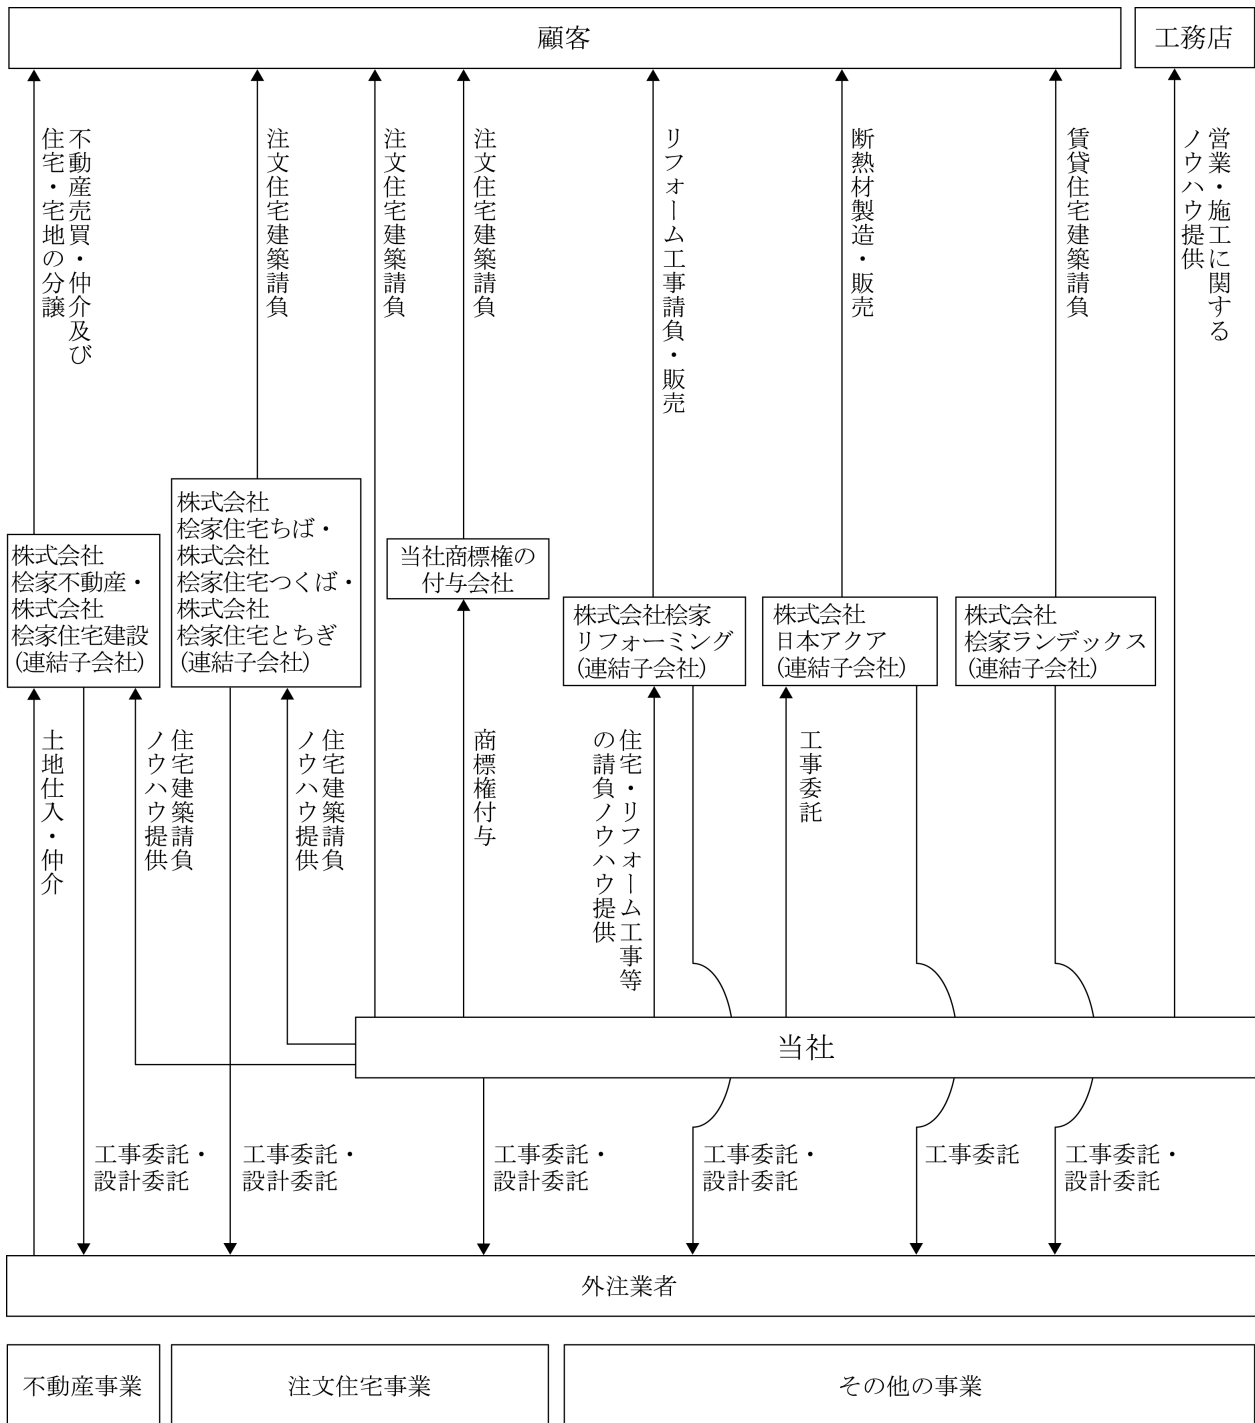 顧客
工務店
不動産売買・仲介及び
住宅・宅地の分譲
注文住宅建築請負
注文住宅建築請負
注文住宅建築請負
リフォーム工事請負・販売
断熱材製造・販売
賃貸住宅建築請負
営業・施工に関する
ノウハウ提供
株式会社
桧家不動産・
株式会社
桧家住宅建設
(連結子会社)
株式会社
桧家住宅ちば・
株式会社
桧家住宅つくば・
株式会社
桧家住宅とちぎ
(連結子会社)
当社商標権の
付与会社
株式会社桧家
リフォーミング
(連結子会社)
株式会社
日本アクア
(連結子会社)
株式会社
桧家ランデックス
(連結子会社)
土地仕入・仲介
住宅建築請負
ノウハウ提供
住宅建築請負
ノウハウ提供
商標権付与
住宅・リフォーム工事等
の請負ノウハウ提供
工事委託
当社
工事委託・
設計委託
工事委託・
設計委託
工事委託・
設計委託
工事委託・
設計委託
工事委託
工事委託・
設計委託
外注業者
不動産事業
注文住宅事業
その他の事業